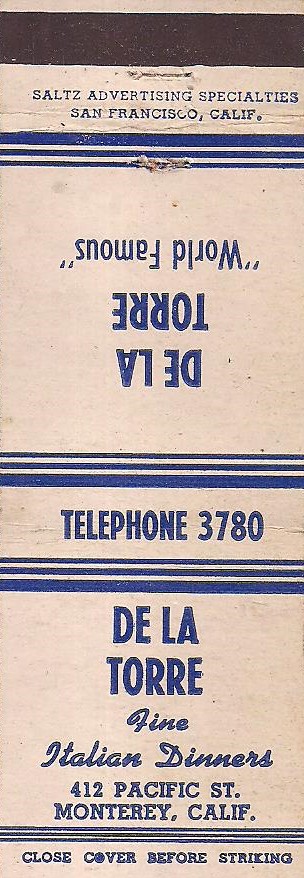 SALTZ ADVERTISING SPECIALTIES
SAN FRANCISCO, CALIF.
DE LA
TORRE
"World Famous"
TELEPHONE 3780
DE LA
TORRE
Fine
Italian Dinners
412 PACIFIC ST.
MONTEREY, CALIF.
CLOSE COVER BEFORE STRIKING